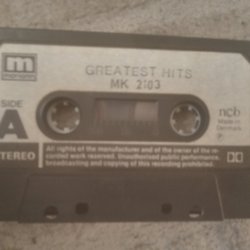 m
GREATEST HITS
MK 2103
SIDE
A
STEREO
ncb
Made in
Denmark
All rights of the manufacturer and of the owner of the re-
corded work reserved. Unauthorised public performance,
broadcasting and copying of this recording prohibited.